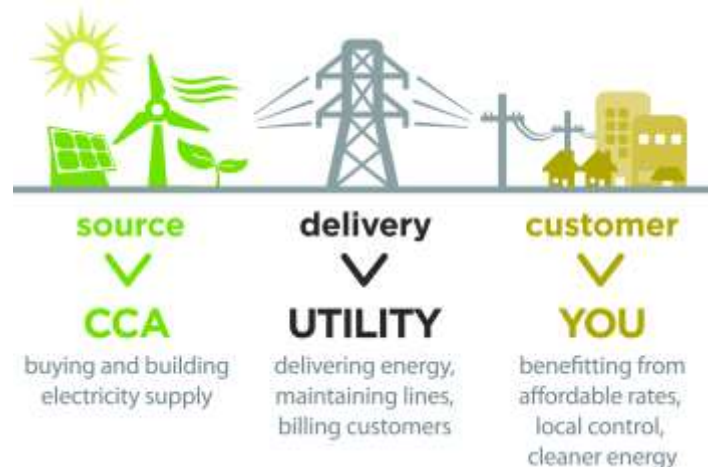 source
CCA
buying and building
electricity supply
delivery
UTILITY
delivering energy,
maintaining lines,
billing customers
customer
YOU
benefitting from
affordable rates,
local control,
cleaner energy